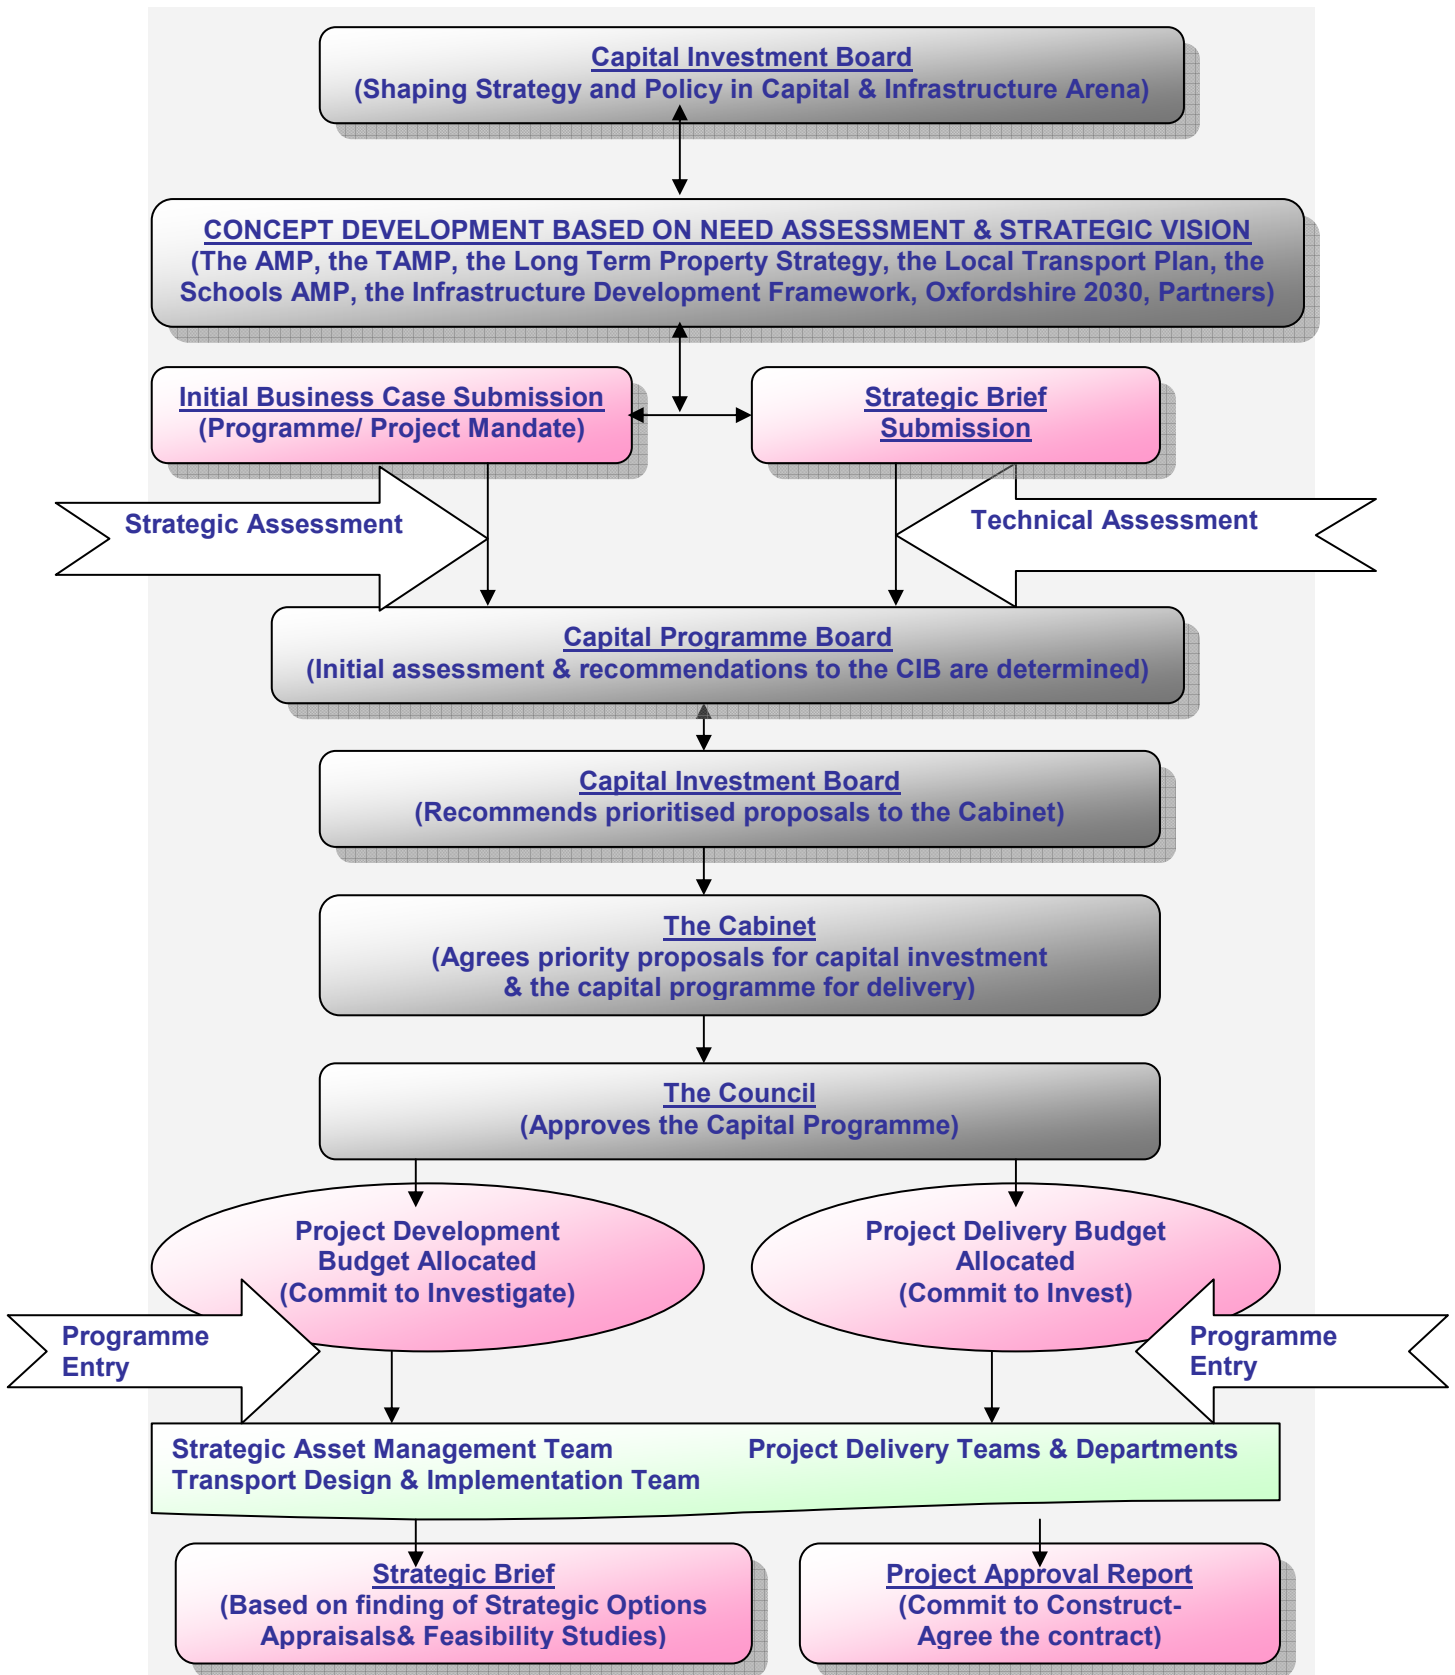 Capital Investment Board
(Shaping Strategy and Policy in Capital & Infrastructure Arena)
CONCEPT DEVELOPMENT BASED ON NEED ASSESSMENT & STRATEGIC VISION
(The AMP, the TAMP, the Long Term Property Strategy, the Local Transport Plan, the
Schools AMP, the Infrastructure Development Framework, Oxfordshire 2030, Partners)
Initial Business Case Submission
(Programme/ Project Mandate)
Strategic Brief
Submission
Strategic Assessment
Technical Assessment
Capital Programme Board
(Initial assessment & recommendations to the CIB are determined)
Capital Investment Board
(Recommends prioritised proposals to the Cabinet)
The Cabinet
(Agrees priority proposals for capital investment
& the capital programme for delivery)
The Council
(Approves the Capital Programme)
Project Development
Budget Allocated
(Commit to Investigate)
Project Delivery Budget
Allocated
(Commit to Invest)
Programme
Entry
Programme
Entry
Strategic Asset Management Team
Transport Design & Implementation Team
Project Delivery Teams & Departments
Strategic Brief
(Based on finding of Strategic Options
Appraisals& Feasibility Studies)
Project Approval Report
(Commit to Construct-
Agree the contract)